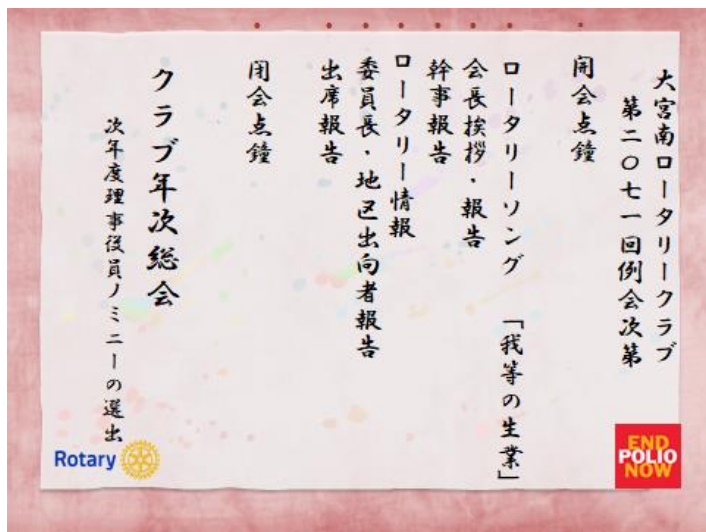 大宮南ロータリークラブ
第二〇七一回例会次第
開会点鐘
ロータリーソング 「我等の生業」
会長挨拶・報告
幹事報告
ロータリー情報
委員長・地区出向者報告
出席報告
閉会点鐘
クラブ年次総会
次年度理事役員ノミニーの選出
Rotary
END
POLIO
NOW